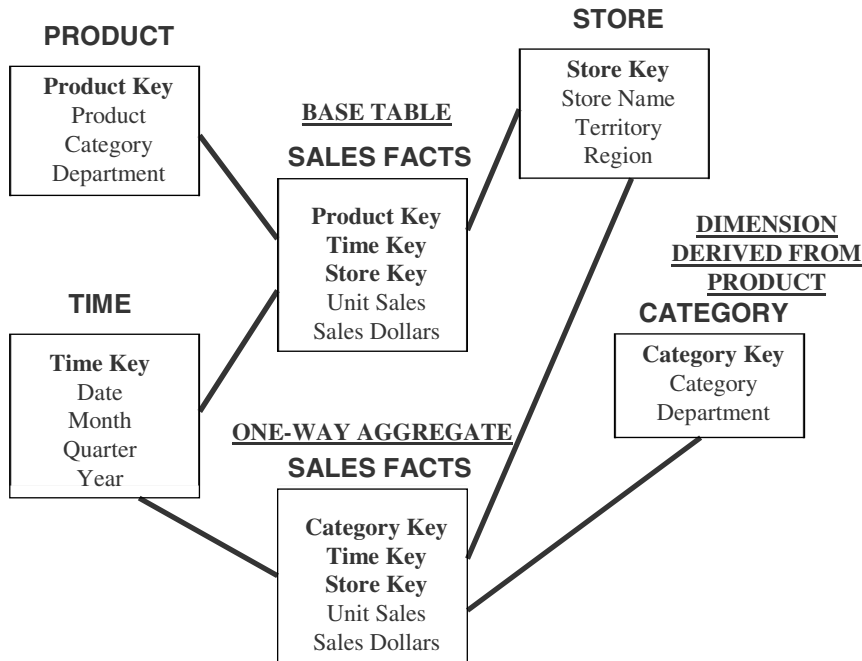 PRODUCT
Product Key
Product
Category
Department
STORE
Store Key
Store Name
Territory
Region
BASE TABLE
SALES FACTS
Product Key
Time Key
Store Key
Unit Sales
Sales Dollars
DIMENSION
DERIVED FROM
PRODUCT
CATEGORY
Category Key
Category
Department
TIME
Time Key
Date
Month
Quarter
Year
ONE-WAY AGGREGATE
SALES FACTS
Category Key
Time Key
Store Key
Unit Sales
Sales Dollars